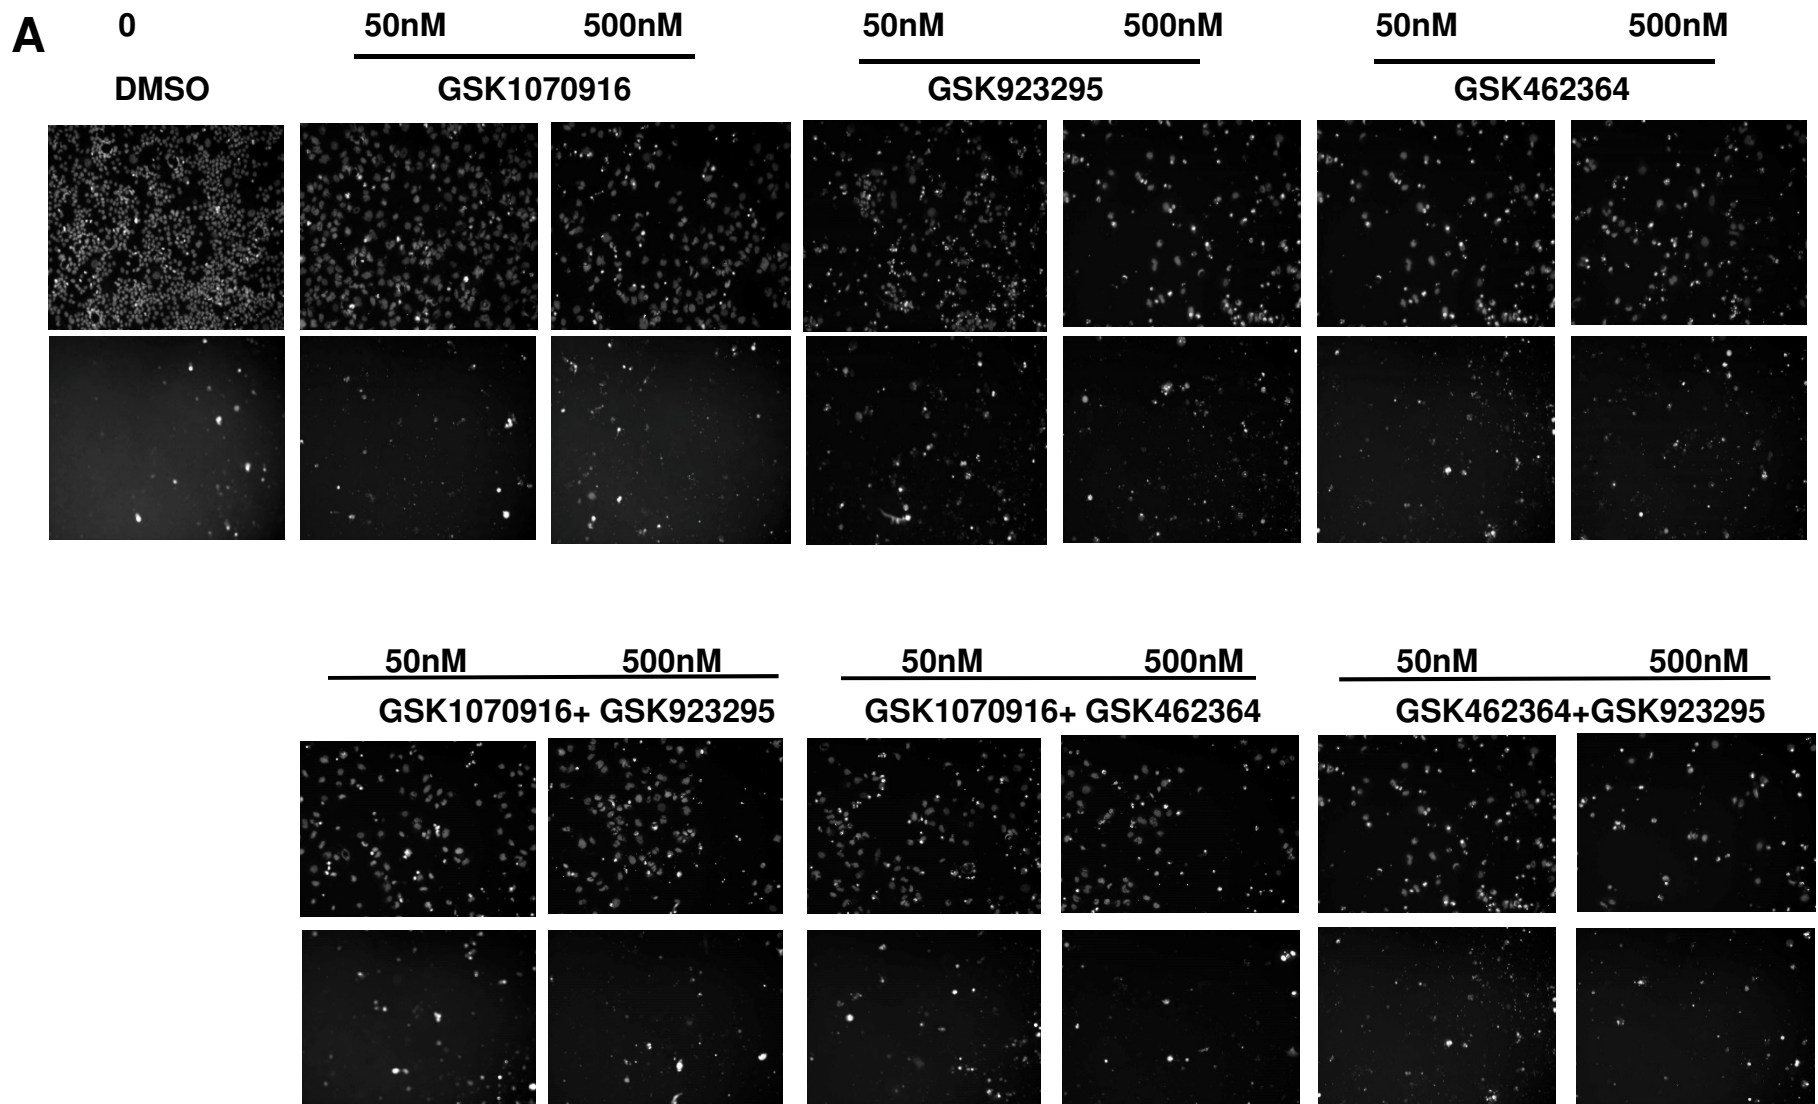 A
0 50nM 500nM 50nM 500nM 50nM 500nM
DMSO GSK1070916 GSK923295 GSK462364
50nM 500nM 50nM 500nM 50nM 500nM
GSK1070916+ GSK923295 GSK1070916+ GSK462364 GSK462364+GSK923295